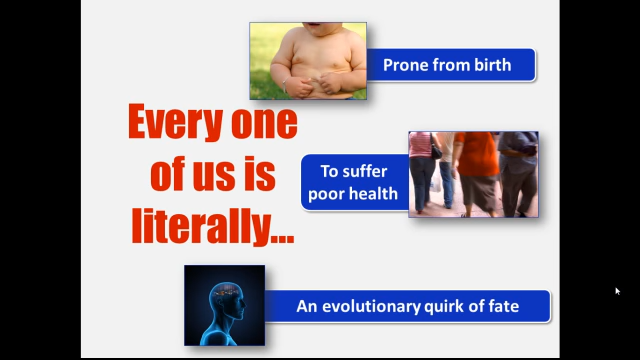 Prone from birth
Every one
of us is
literally...
To suffer
poor health
An evolutionary quirk of fate